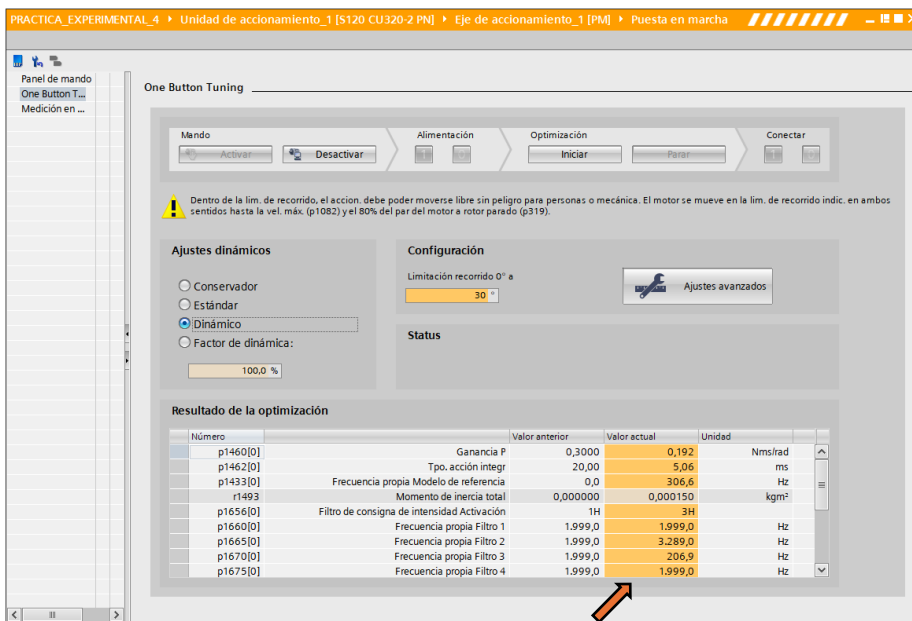 PRACTICA_EXPERIMENTAL_4 ▸ Unidad de accionamiento_1 [S120 CU320-2 PN] ▸ Eje de accionamiento_1 [PM] ▸ Puesta en marcha
Panel de mando
One Button T...
Medición en ...
One Button Tuning
Mando Alimentación Optimización Conectar
Activar Desactivar 1 0 Iniciar Parar 1 0
Dentro de la lim. de recorrido, el accion. debe poder moverse libre sin peligro para personas o mecánica. El motor se mueve en la lim. de recorrido indic. en ambos
sentidos hasta la vel. máx. (p1082) y el 80% del par del motor a rotor parado (p319).
Ajustes dinámicos
Conservador
Estándar
Dinámico
Factor de dinámica:
100,0 %
Configuración
Limitación recorrido 0° a
30 °
Ajustes avanzados
Status
Resultado de la optimización
Número Valor anterior Valor actual Unidad
p1460[0] Ganancia P 0,3000 0,192 Nms/rad
p1462[0] Tpo. acción integr 20,00 5,06 ms
p1433[0] Frecuencia propia Modelo de referencia 0,0 306,6 Hz
r1493 Momento de inercia total 0,000000 0,000150 kgm²
p1656[0] Filtro de consigna de intensidad Activación 1H 3H
p1660[0] Frecuencia propia Filtro 1 1.999,0 1.999,0 Hz
p1665[0] Frecuencia propia Filtro 2 1.999,0 3.289,0 Hz
p1670[0] Frecuencia propia Filtro 3 1.999,0 206,9 Hz
p1675[0] Frecuencia propia Filtro 4 1.999,0 1.999,0 Hz